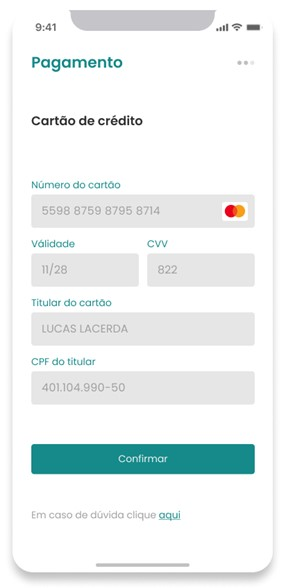 9:41
Pagamento
Cartão de crédito
Número do cartão
5598 8759 8795 8714
Válidade CVV
11/28 822
Titular do cartão
LUCAS LACERDA
CPF do titular
401.104.990-50
Confirmar
Em caso de dúvida clique aqui